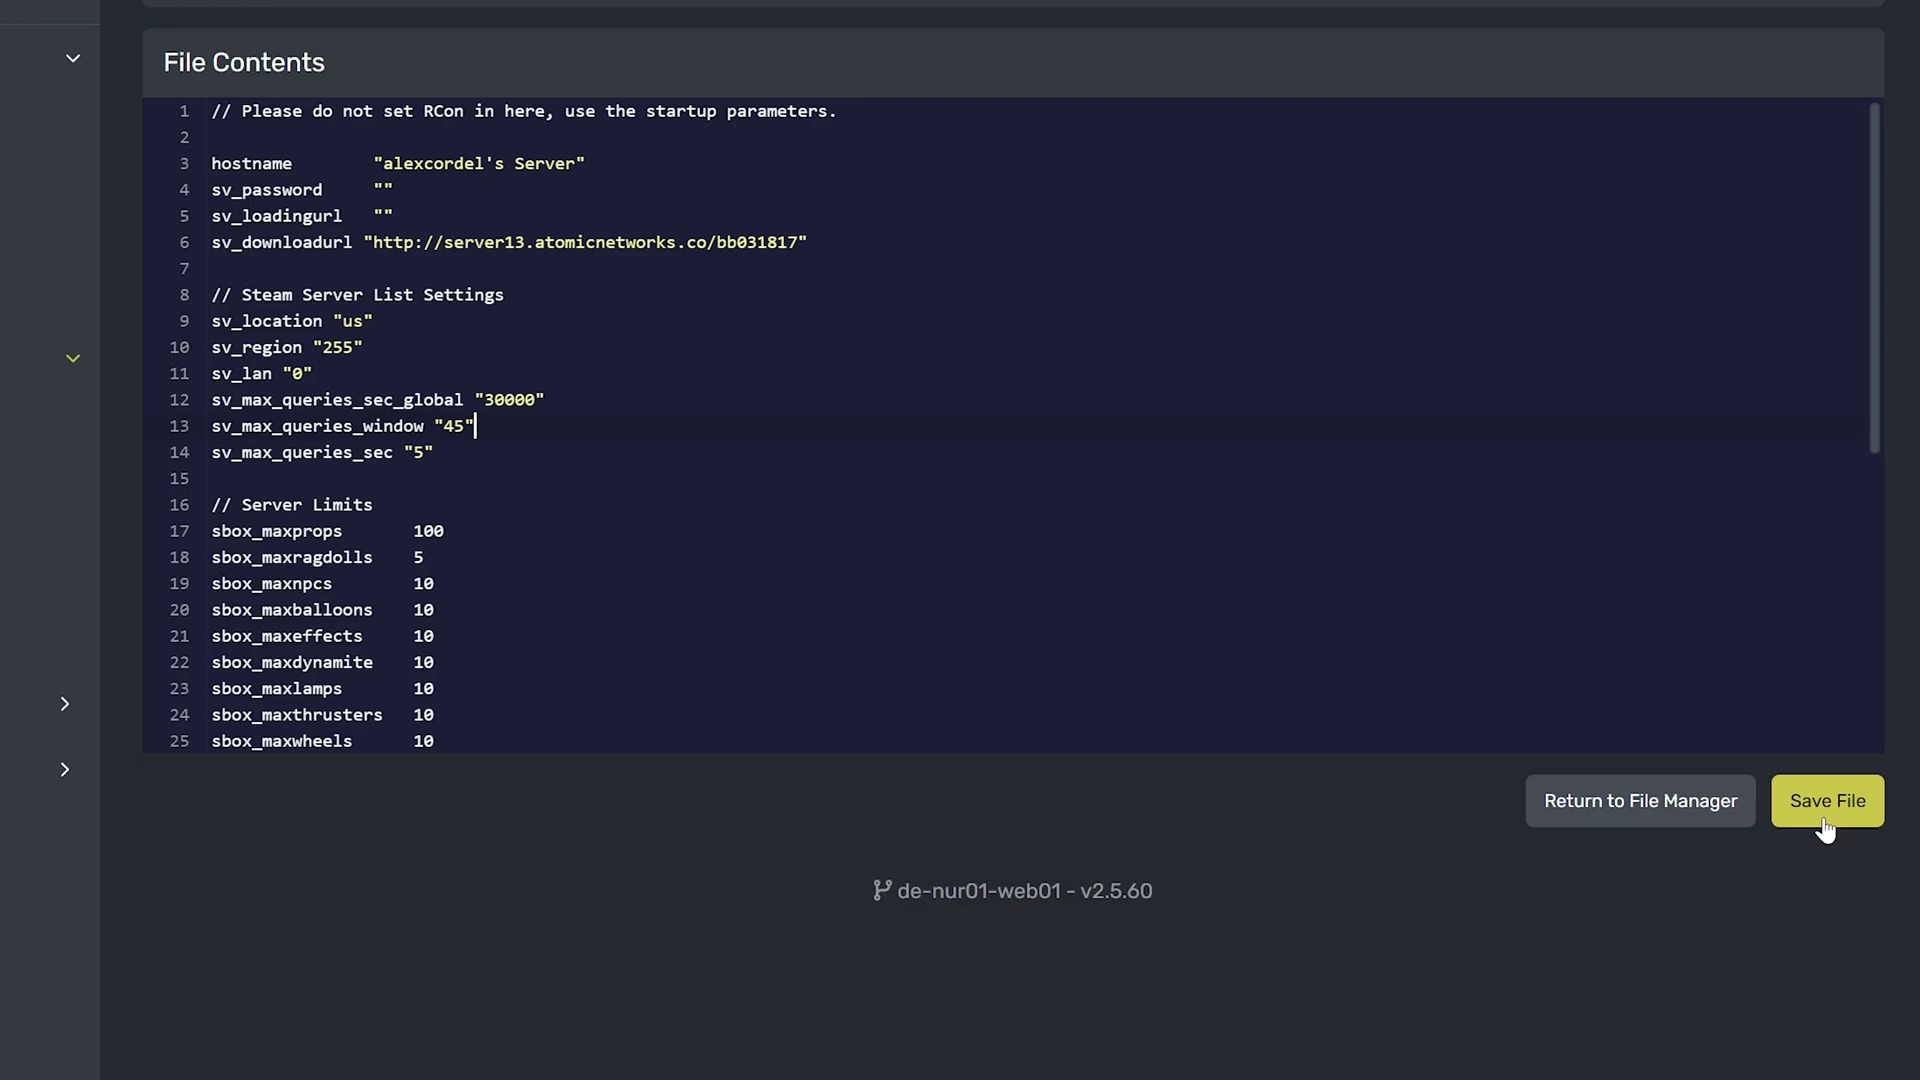 File Contents
1 // Please do not set RCon in here, use the startup parameters.
2
3 hostname "alexcordel's Server"
4 sv_password ""
5 sv_loadingurl ""
6 sv_downloadurl "http://server13.atomicnetworks.co/bb031817"
7
8 // Steam Server List Settings
9 sv_location "us"
10 sv_region "255"
11 sv_lan "0"
12 sv_max_queries_sec_global "30000"
13 sv_max_queries_window "45"
14 sv_max_queries_sec "5"
15
16 // Server Limits
17 sbox_maxprops 100
18 sbox_maxragdolls 5
19 sbox_maxnpcs 10
20 sbox_maxballoons 10
21 sbox_maxeffects 10
22 sbox_maxdynamite 10
23 sbox_maxlamps 10
24 sbox_maxthrusters 10
25 sbox_maxwheels 10
Return to File Manager
Save File
de-nur01-web01 - v2.5.60